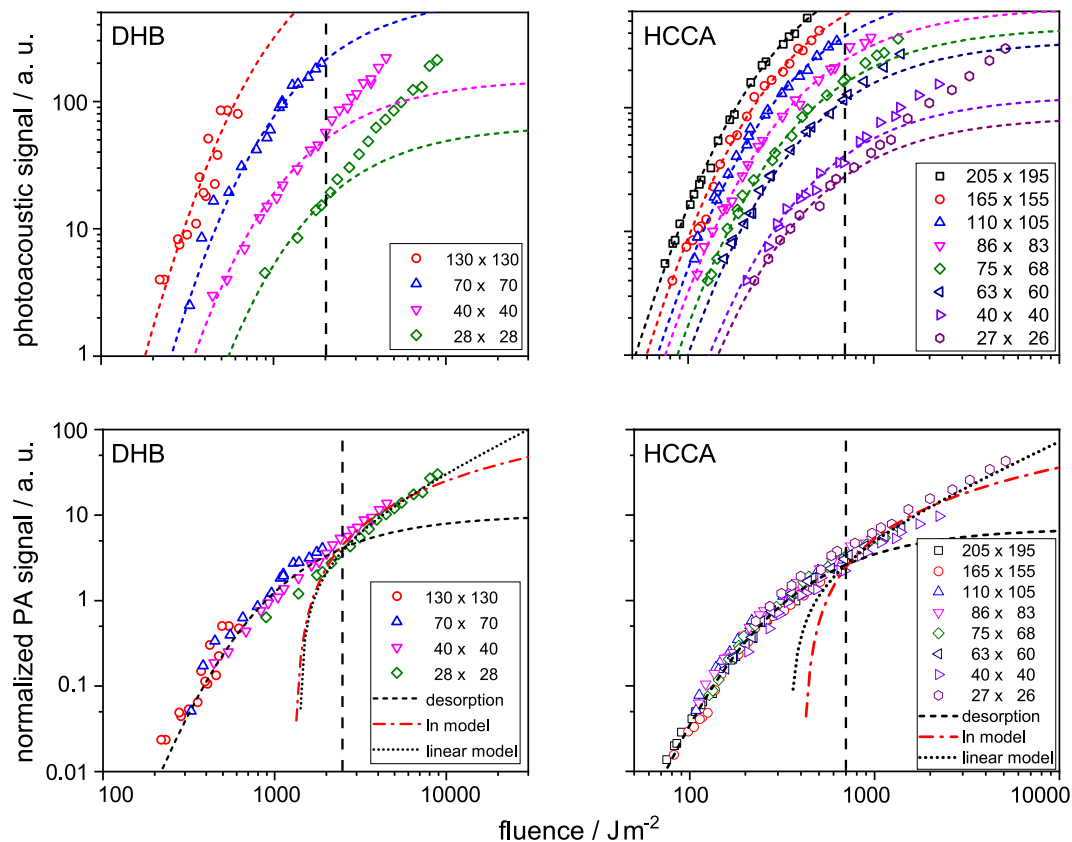 photoacoustic signal / a. u.
100
10
1
DHB
130 x 130
70 x 70
40 x 40
28 x 28
HCCA
205 x 195
165 x 155
110 x 105
86 x 83
75 x 68
63 x 60
40 x 40
27 x 26
normalized PA signal / a. u.
100
10
1
0.1
0.01
DHB
130 x 130
70 x 70
40 x 40
28 x 28
desorption
ln model
linear model
100
1000
10000
HCCA
205 x 195
165 x 155
110 x 105
86 x 83
75 x 68
63 x 60
40 x 40
27 x 26
desorption
ln model
linear model
100
1000
10000
fluence / Jm-2